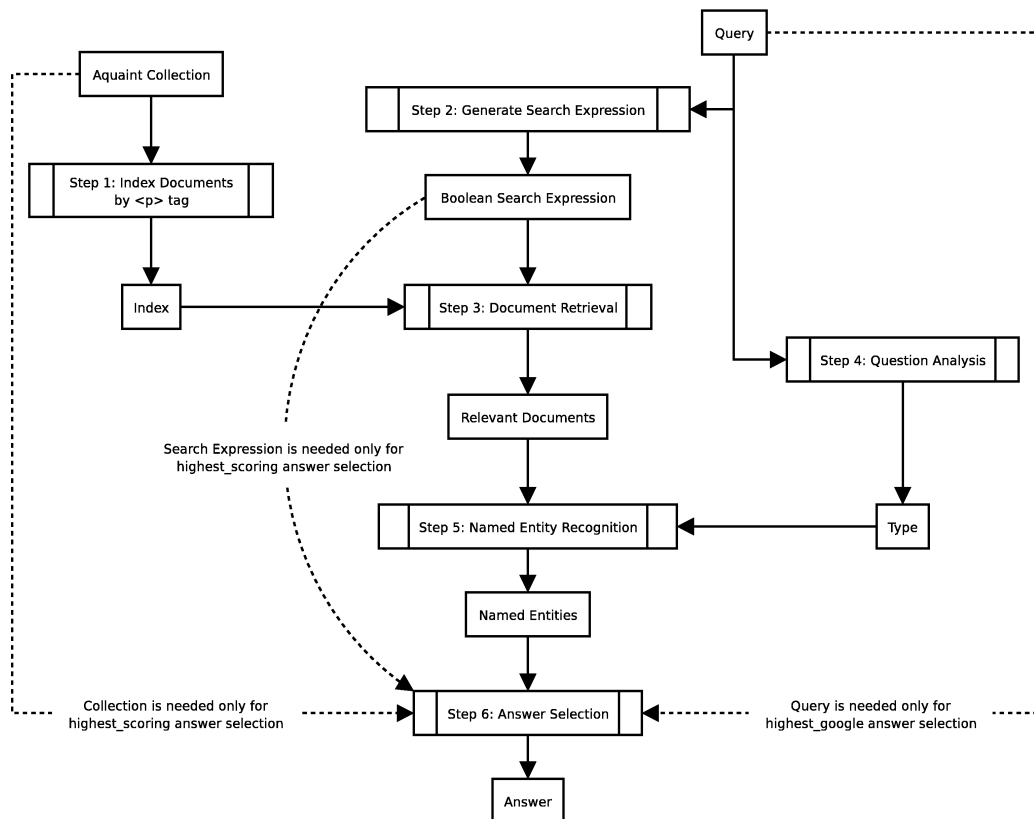 Query
Aquaint Collection
Step 2: Generate Search Expression
Step 1: Index Documents
by <p> tag
Boolean Search Expression
Index
Step 3: Document Retrieval
Step 4: Question Analysis
Relevant Documents
Search Expression is needed only for
highest_scoring answer selection
Step 5: Named Entity Recognition
Type
Named Entities
Collection is needed only for
highest_scoring answer selection
Step 6: Answer Selection
Query is needed only for
highest_google answer selection
Answer